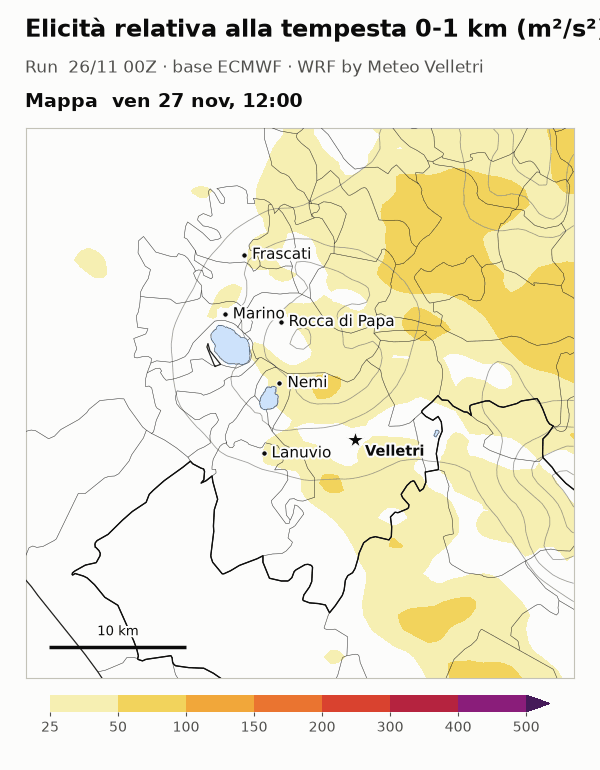 Elicità relativa alla tempesta 0-1 km (m²/s²)
Run  26/11 00Z · base ECMWF · WRF by Meteo Velletri
Mappa  ven 27 nov, 12:00
Frascati
Marino
Rocca di Papa
Nemi
Velletri
Lanuvio
10 km
25 50 100 150 200 300 400 500